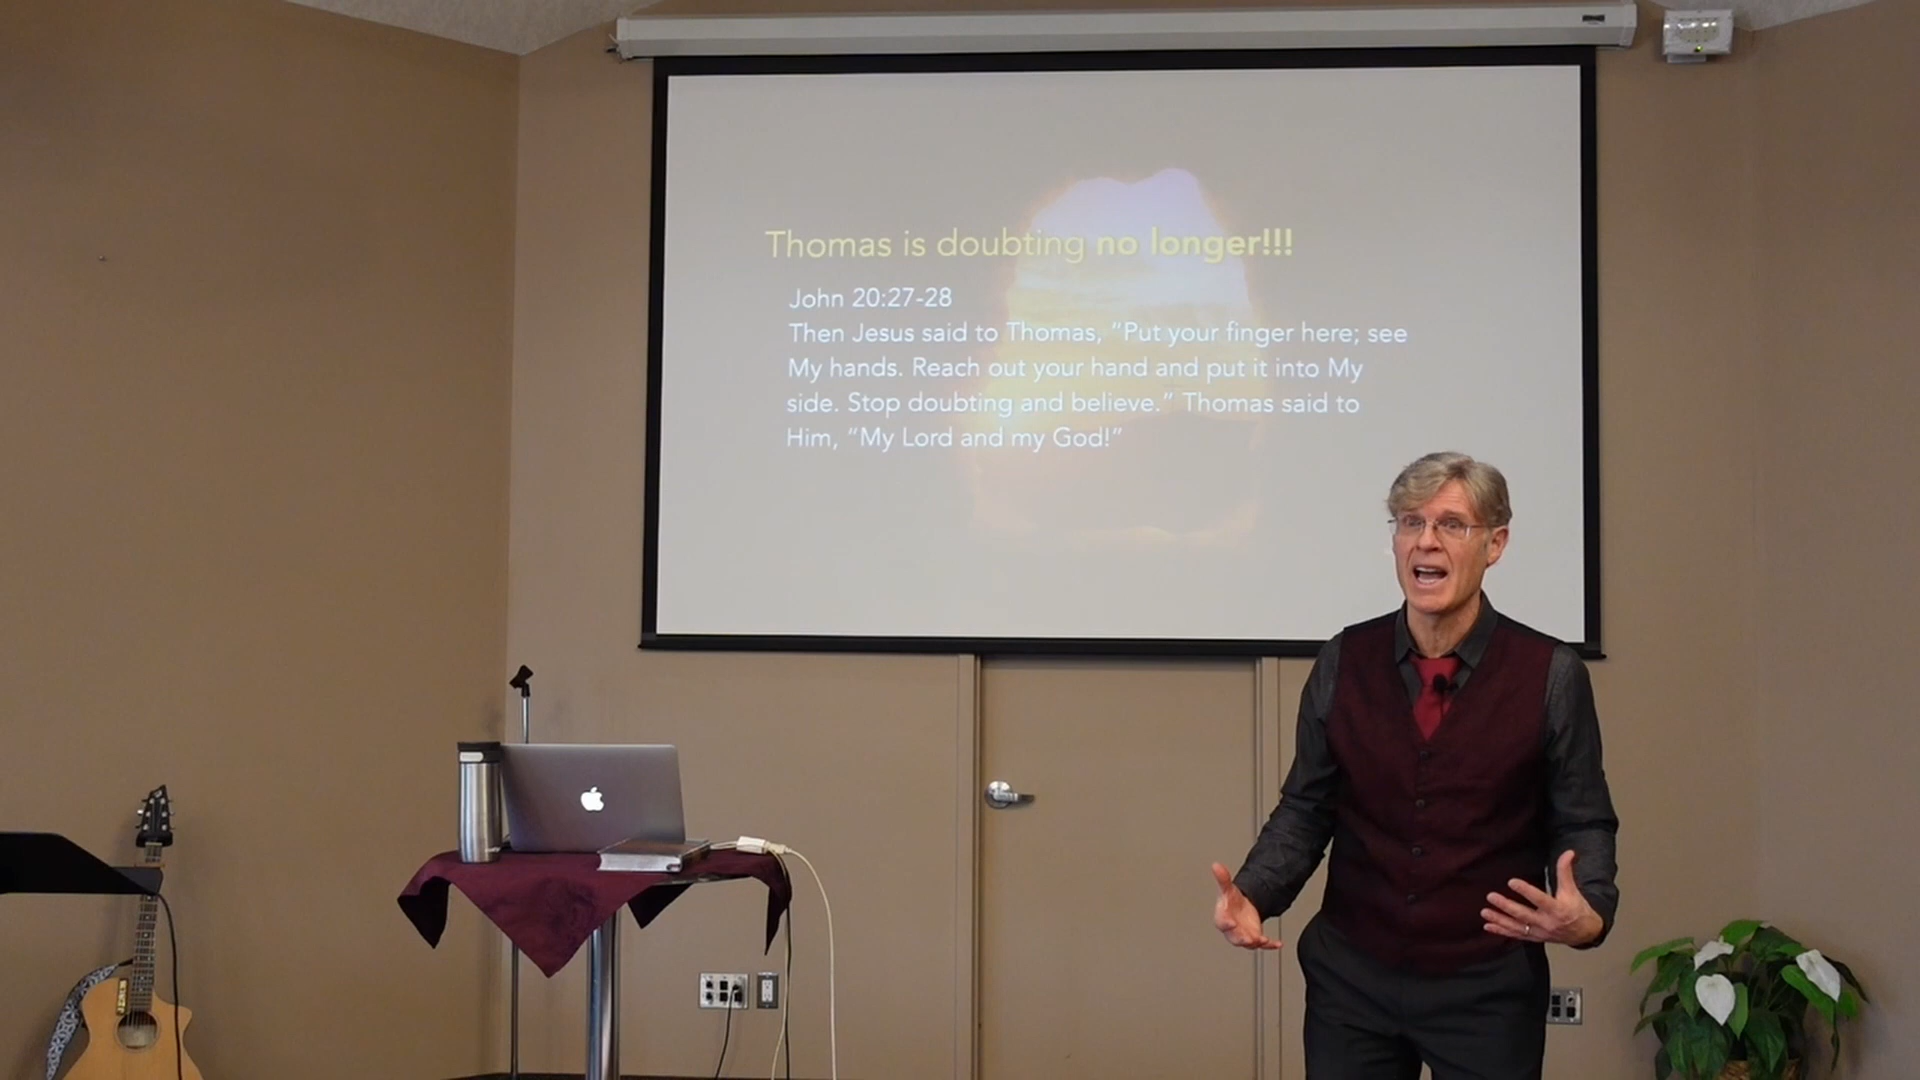 Thomas is doubting no longer!!!
John 20:27-28
Then Jesus said to Thomas, “Put your finger here; see
My hands. Reach out your hand and put it into My
side. Stop doubting and believe.” Thomas said to
Him, “My Lord and my God!”